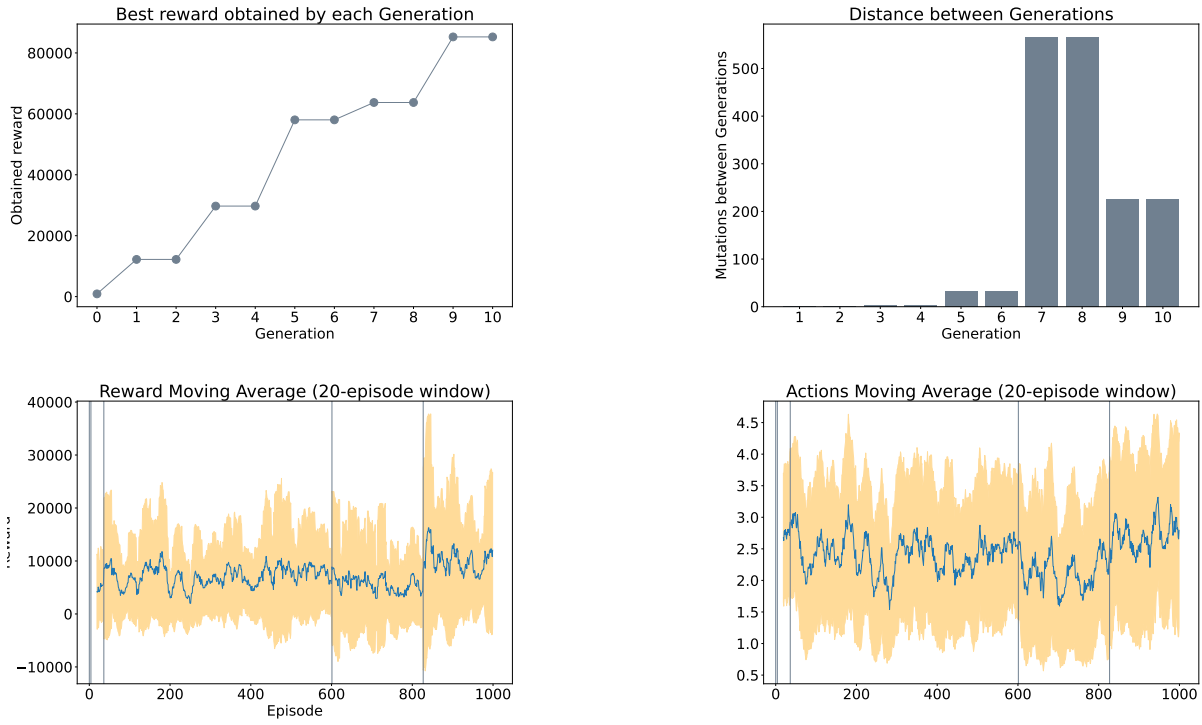 Best reward obtained by each Generation
Obtained reward
80000
60000
40000
20000
0
0 1 2 3 4 5 6 7 8 9 10
Generation
Distance between Generations
Mutations between Generations
500
400
300
200
100
0
1 2 3 4 5 6 7 8 9 10
Generation
Reward Moving Average (20-episode window)
40000
30000
20000
10000
0
−10000
0 200 400 600 800 1000
Episode
Actions Moving Average (20-episode window)
4.5
4.0
3.5
3.0
2.5
2.0
1.5
1.0
0.5
0 200 400 600 800 1000